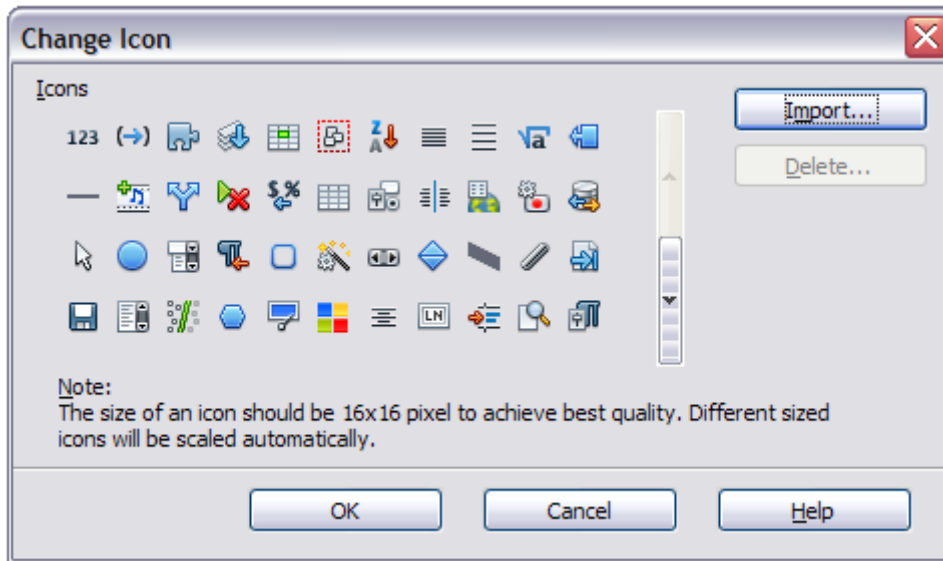 Change Icon
Icons
Import...
Delete...
123
Z
A
√a
$ %
LN
Note:
The size of an icon should be 16x16 pixel to achieve best quality. Different sized
icons will be scaled automatically.
OK Cancel Help